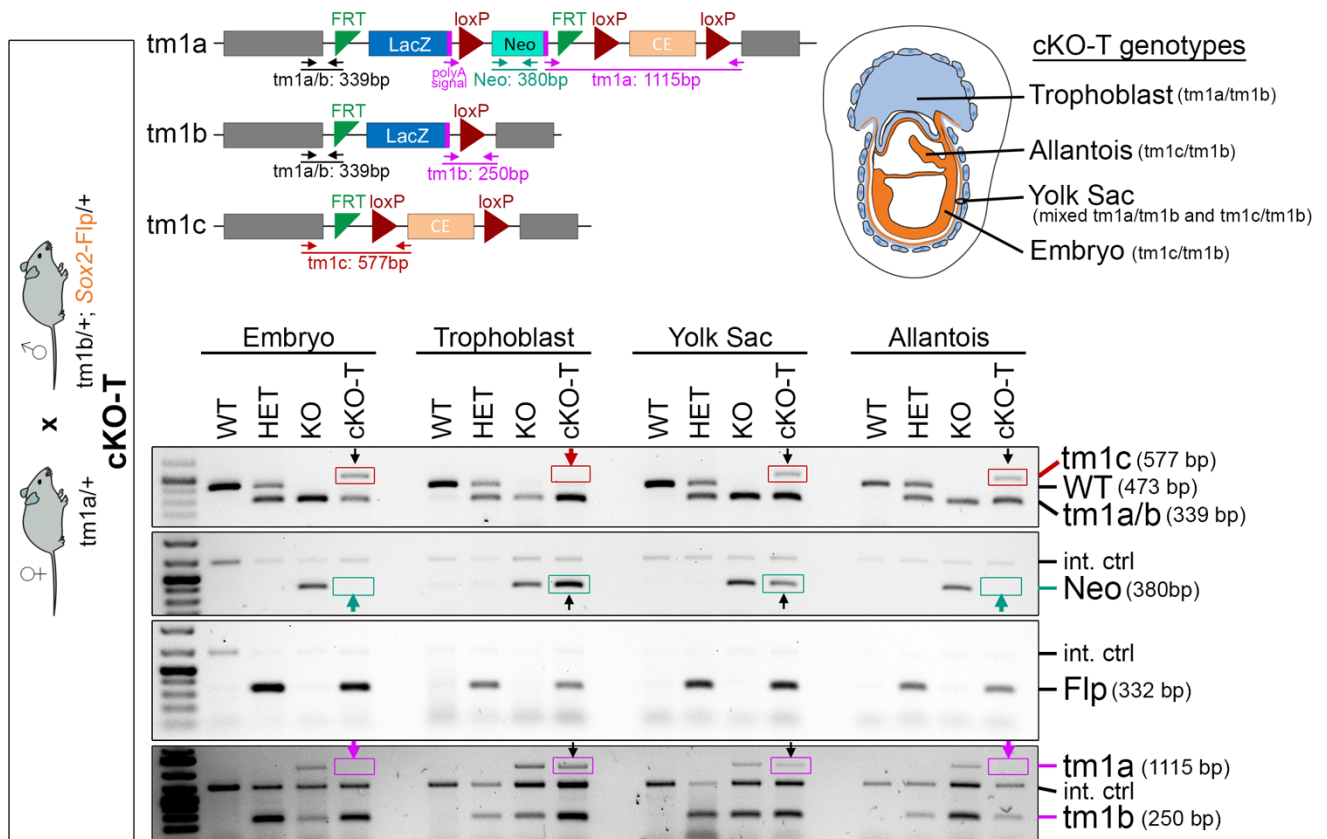 FRT
loxP
FRT
loxP
loxP
tm1a
LacZ
Neo
CE
tm1a/b: 339bp
polyA
signal
Neo: 380bp
tm1a: 1115bp
FRT
loxP
tm1b
LacZ
tm1a/b: 339bp
tm1b: 250bp
FRT
loxP
loxP
tm1c
CE
tm1c: 577bp
cKO-T genotypes
Trophoblast (tm1a/tm1b)
Allantois (tm1c/tm1b)
Yolk Sac
(mixed tm1a/tm1b and tm1c/tm1b)
Embryo (tm1c/tm1b)
♂
tm1b/+; Sox2-Flp/+
x
♀
tm1a/+
cKO-T
Embryo
Trophoblast
Yolk Sac
Allantois
WT
HET
KO
cKO-T
WT
HET
KO
cKO-T
WT
HET
KO
cKO-T
WT
HET
KO
cKO-T
tm1c (577 bp)
WT (473 bp)
tm1a/b (339 bp)
int. ctrl
Neo (380bp)
int. ctrl
Flp (332 bp)
tm1a (1115 bp)
int. ctrl
tm1b (250 bp)